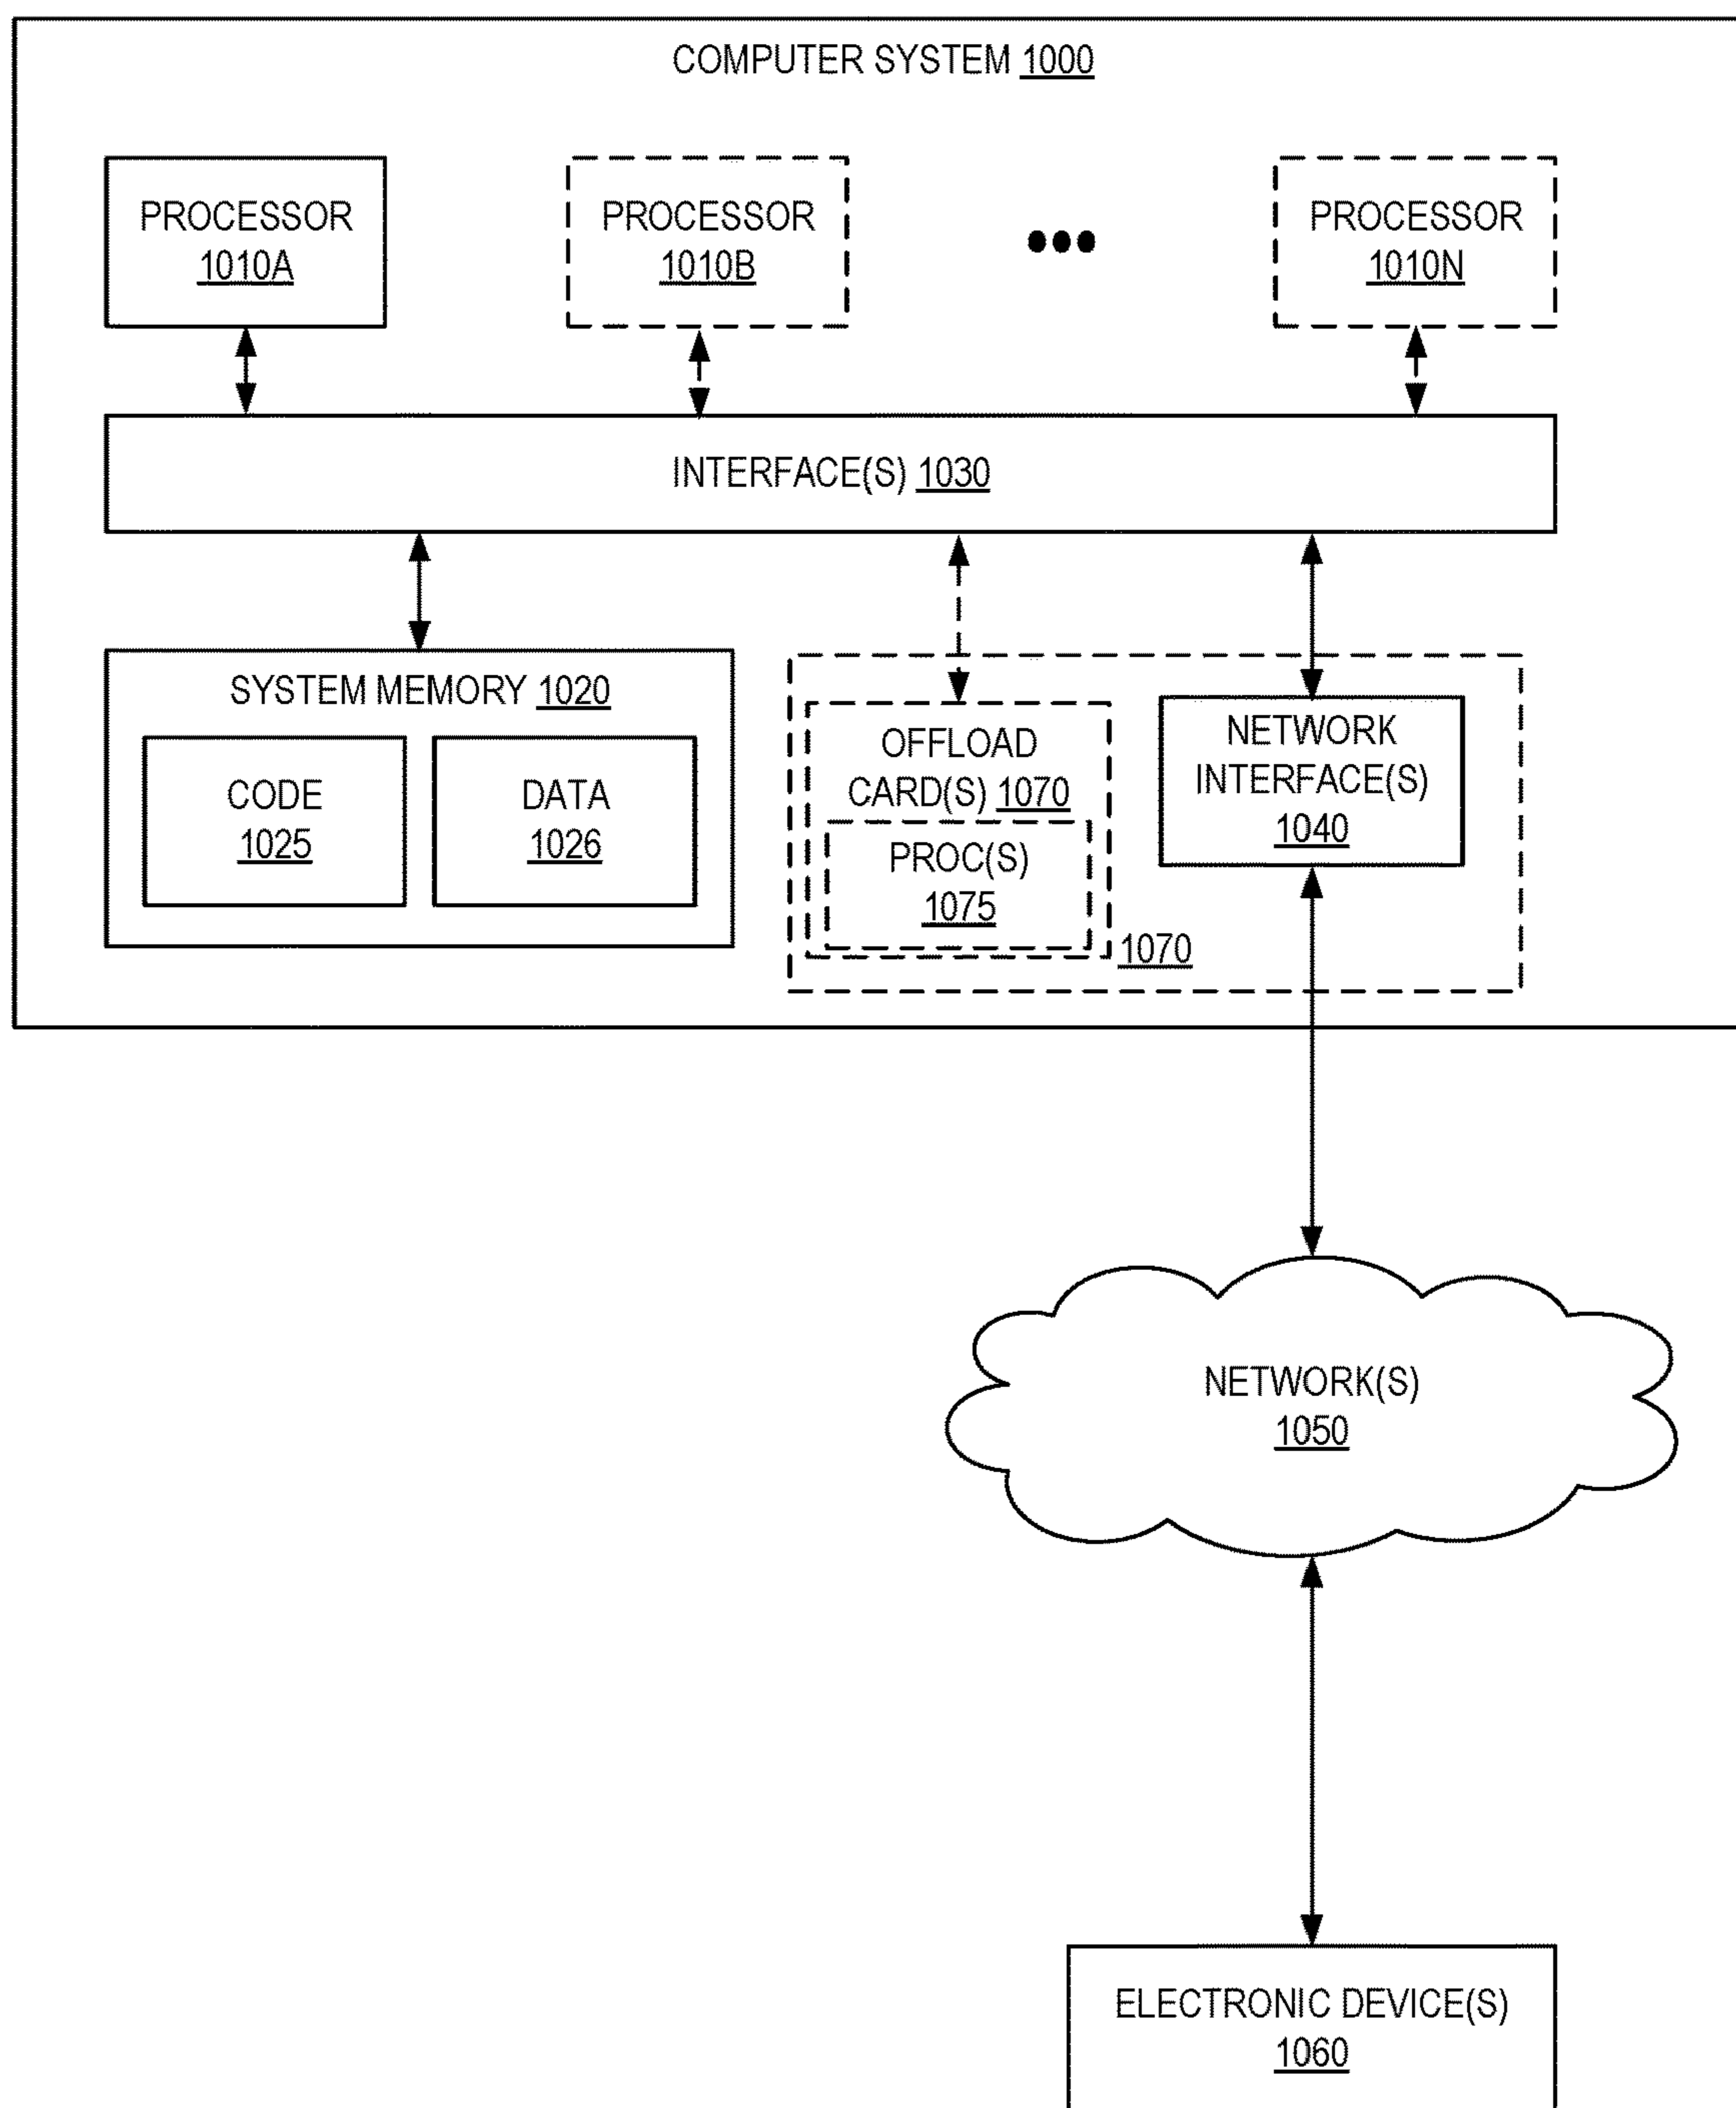 COMPUTER SYSTEM 1000
PROCESSOR
1010A
PROCESSOR
1010B
PROCESSOR
1010N
INTERFACE(S) 1030
SYSTEM MEMORY 1020
CODE
1025
DATA
1026
OFFLOAD
CARD(S) 1070
PROC(S)
1075
1070
NETWORK
INTERFACE(S)
1040
NETWORK(S)
1050
ELECTRONIC DEVICE(S)
1060